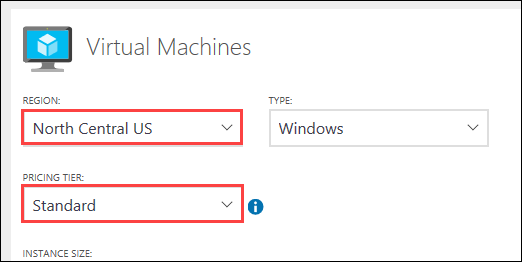 Virtual Machines
REGION:
TYPE:
North Central US
Windows
PRICING TIER:
Standard
INSTANCE SIZE: